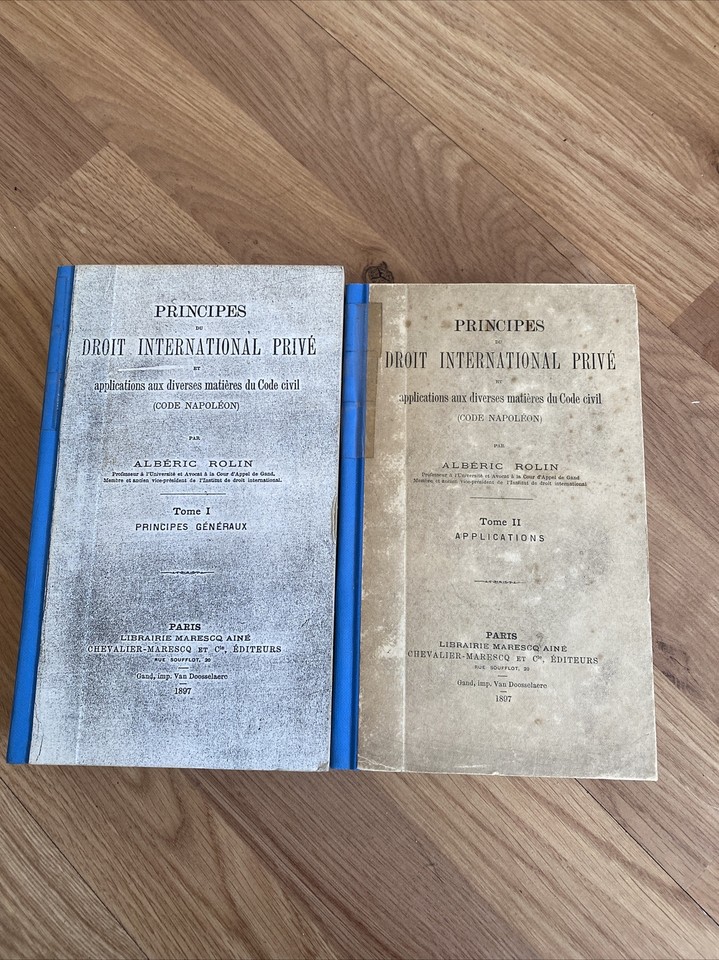 PRINCIPES
DU
DROIT INTERNATIONAL PRIVÉ
ET
applications aux diverses matières du Code civil
(CODE NAPOLÉON)
PAR
ALBÉRIC ROLIN
Professeur à l'Université et Avocat à la Cour d'Appel de Gand.
Membre et ancien vice-président de l'Institut de droit international.
Tome I
PRINCIPES GÉNÉRAUX
PARIS
LIBRAIRIE MARESCQ AINÉ
CHEVALIER-MARESCQ ET Cie, ÉDITEURS
RUE SOUFFLOT, 20
Gand, imp. Van Doosselaere
1897
PRINCIPES
DU
DROIT INTERNATIONAL PRIVÉ
ET
applications aux diverses matières du Code civil
(CODE NAPOLÉON)
PAR
ALBÉRIC ROLIN
Professeur à l'Université et Avocat à la Cour d'Appel de Gand
Membre et ancien vice-président de l'Institut de droit international
Tome II
APPLICATIONS
PARIS
LIBRAIRIE MARESCQ AINÉ
CHEVALIER-MARESCQ ET Cie, ÉDITEURS
RUE SOUFFLOT, 20
Gand, imp. Van Doosselaere
1897